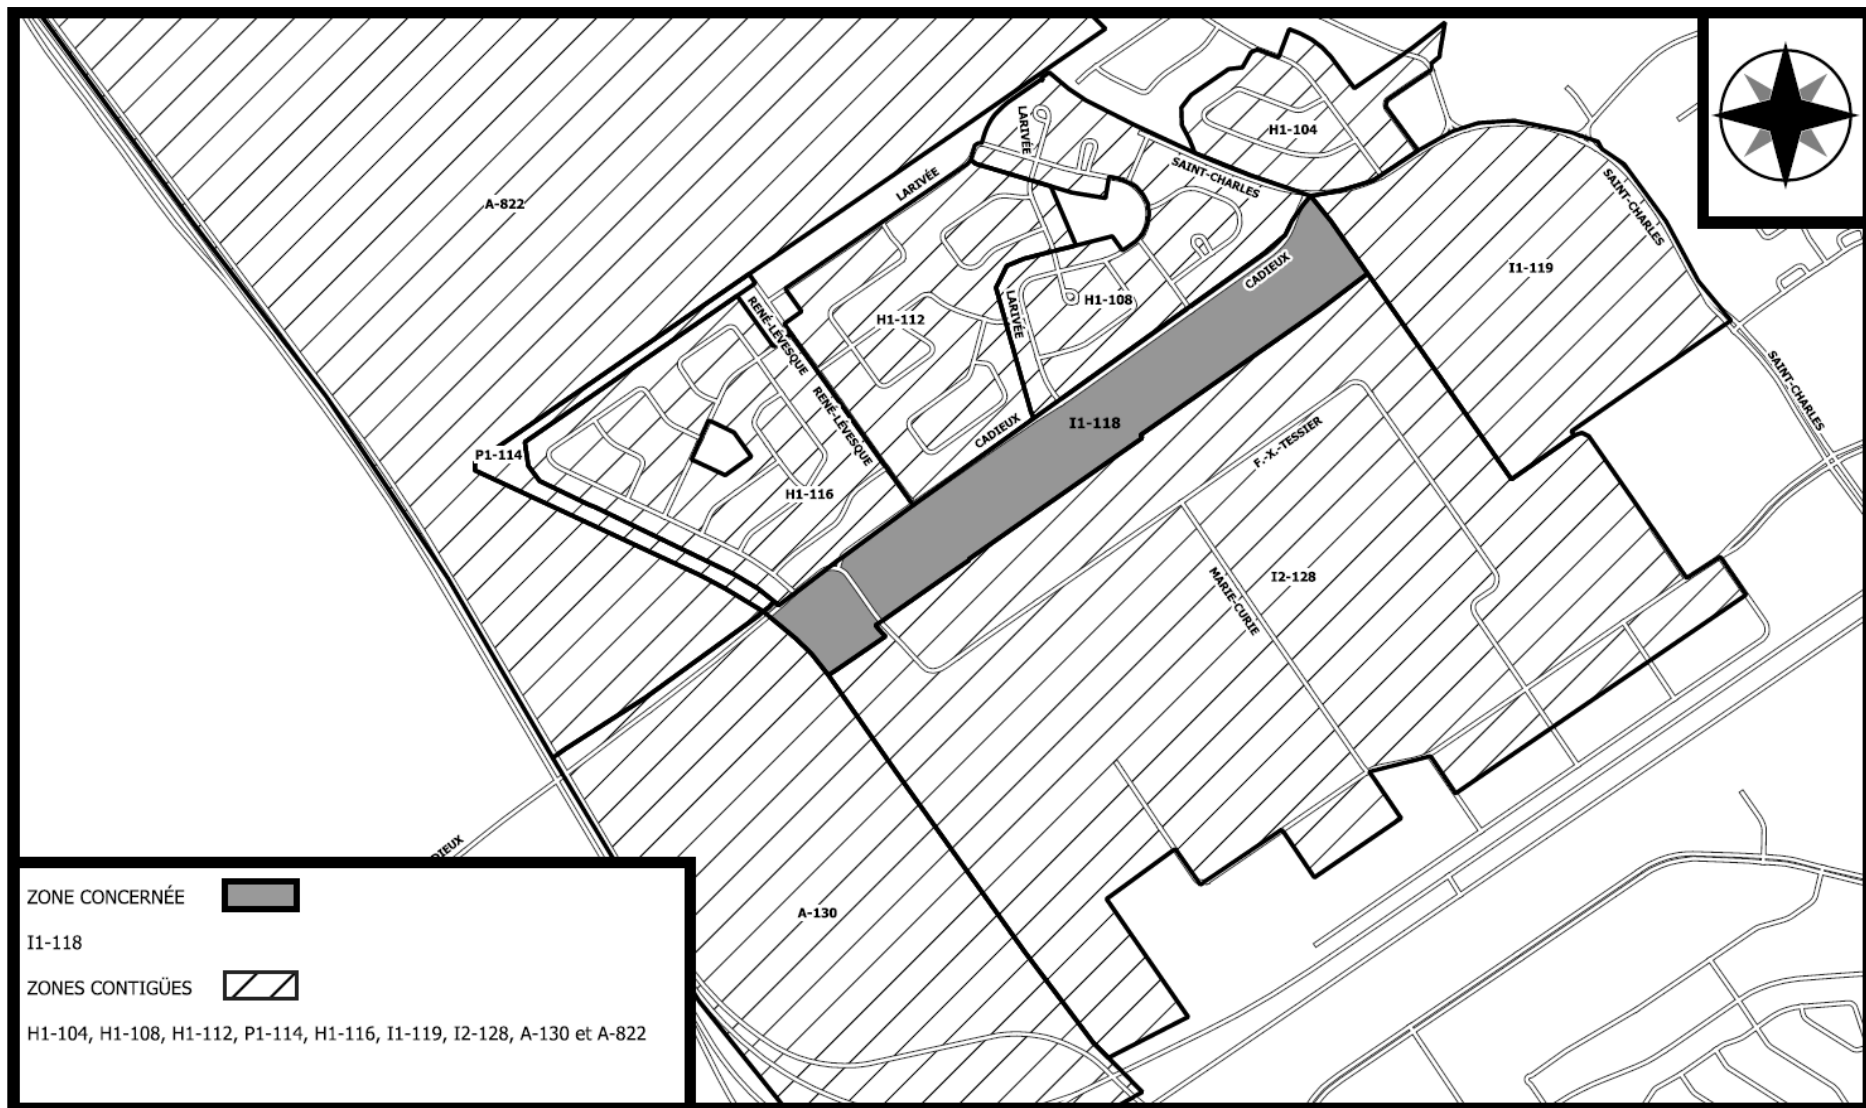 H1-104
LARIVÉE
SAINT-CHARLES
LARIVÉE
SAINT-CHARLES
A-822
I1-119
CADIEUX
H1-108
LARIVÉE
H1-112
RENÉ-LÉVESQUE
SAINT-CHARLES
RENÉ-LÉVESQUE
I1-118
CADIEUX
F.-X.-TESSIER
P1-114
H1-116
I2-128
MARIE-CURIE
DIEUX
A-130
ZONE CONCERNÉE
I1-118
ZONES CONTIGÜES
H1-104, H1-108, H1-112, P1-114, H1-116, I1-119, I2-128, A-130 et A-822